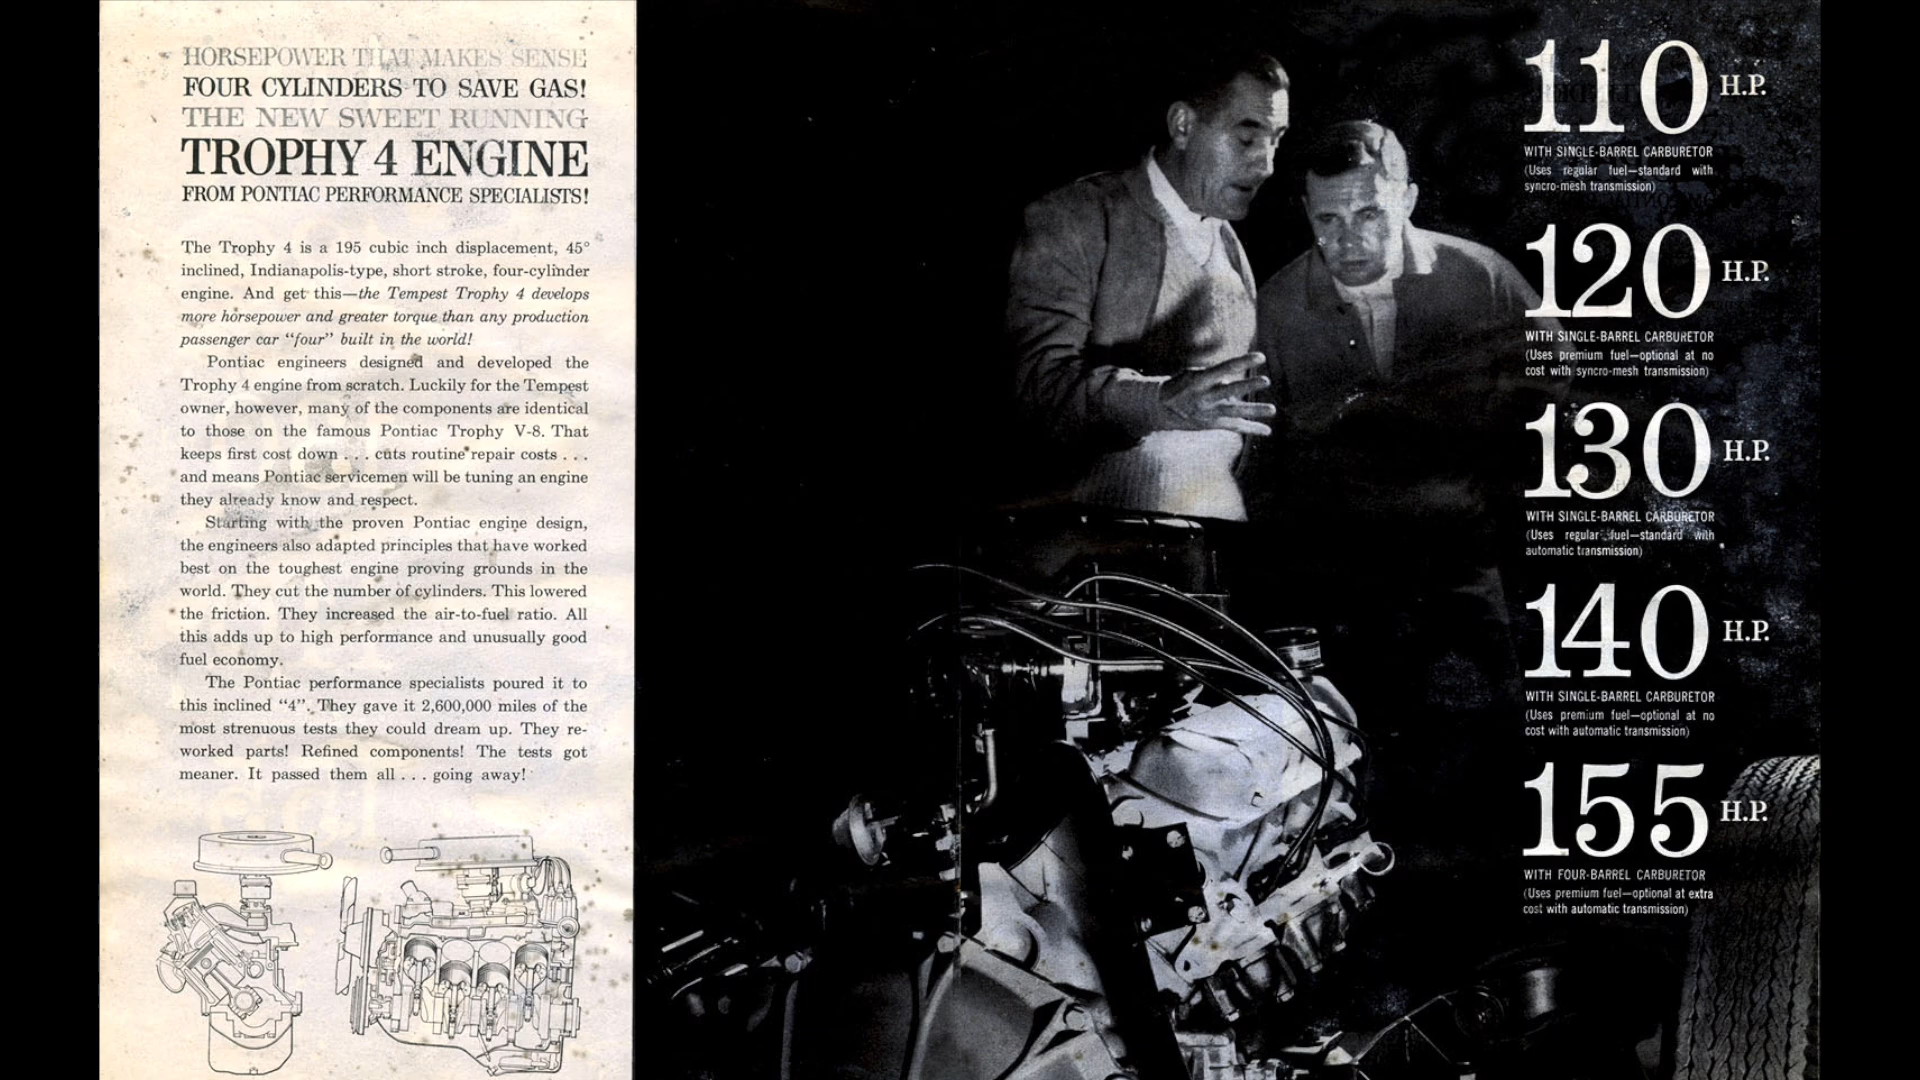 HORSEPOWER THAT MAKES SENSE
FOUR CYLINDERS TO SAVE GAS!
THE NEW SWEET RUNNING
TROPHY 4 ENGINE
FROM PONTIAC PERFORMANCE SPECIALISTS!
The Trophy 4 is a 195 cubic inch displacement, 45°
inclined, Indianapolis-type, short stroke, four-cylinder
engine. And get this—the Tempest Trophy 4 develops
more horsepower and greater torque than any production
passenger car “four” built in the world!
Pontiac engineers designed and developed the
Trophy 4 engine from scratch. Luckily for the Tempest
owner, however, many of the components are identical
to those on the famous Pontiac Trophy V-8. That
keeps first cost down . . . cuts routine repair costs . . .
and means Pontiac servicemen will be tuning an engine
they already know and respect.
Starting with the proven Pontiac engine design,
the engineers also adapted principles that have worked
best on the toughest engine proving grounds in the
world. They cut the number of cylinders. This lowered
the friction. They increased the air-to-fuel ratio. All
this adds up to high performance and unusually good
fuel economy.
The Pontiac performance specialists poured it to
this inclined “4”. They gave it 2,600,000 miles of the
most strenuous tests they could dream up. They re-
worked parts! Refined components! The tests got
meaner. It passed them all . . . going away!
110 H.P.
WITH SINGLE-BARREL CARBURETOR
(Uses regular fuel—standard with
syncro-mesh transmission)
120 H.P.
WITH SINGLE-BARREL CARBURETOR
(Uses premium fuel—optional at no
cost with syncro-mesh transmission)
130 H.P.
WITH SINGLE-BARREL CARBURETOR
(Uses regular fuel—standard with
automatic transmission)
140 H.P.
WITH SINGLE-BARREL CARBURETOR
(Uses premium fuel—optional at no
cost with automatic transmission)
155 H.P.
WITH FOUR-BARREL CARBURETOR
(Uses premium fuel—optional at extra
cost with automatic transmission)